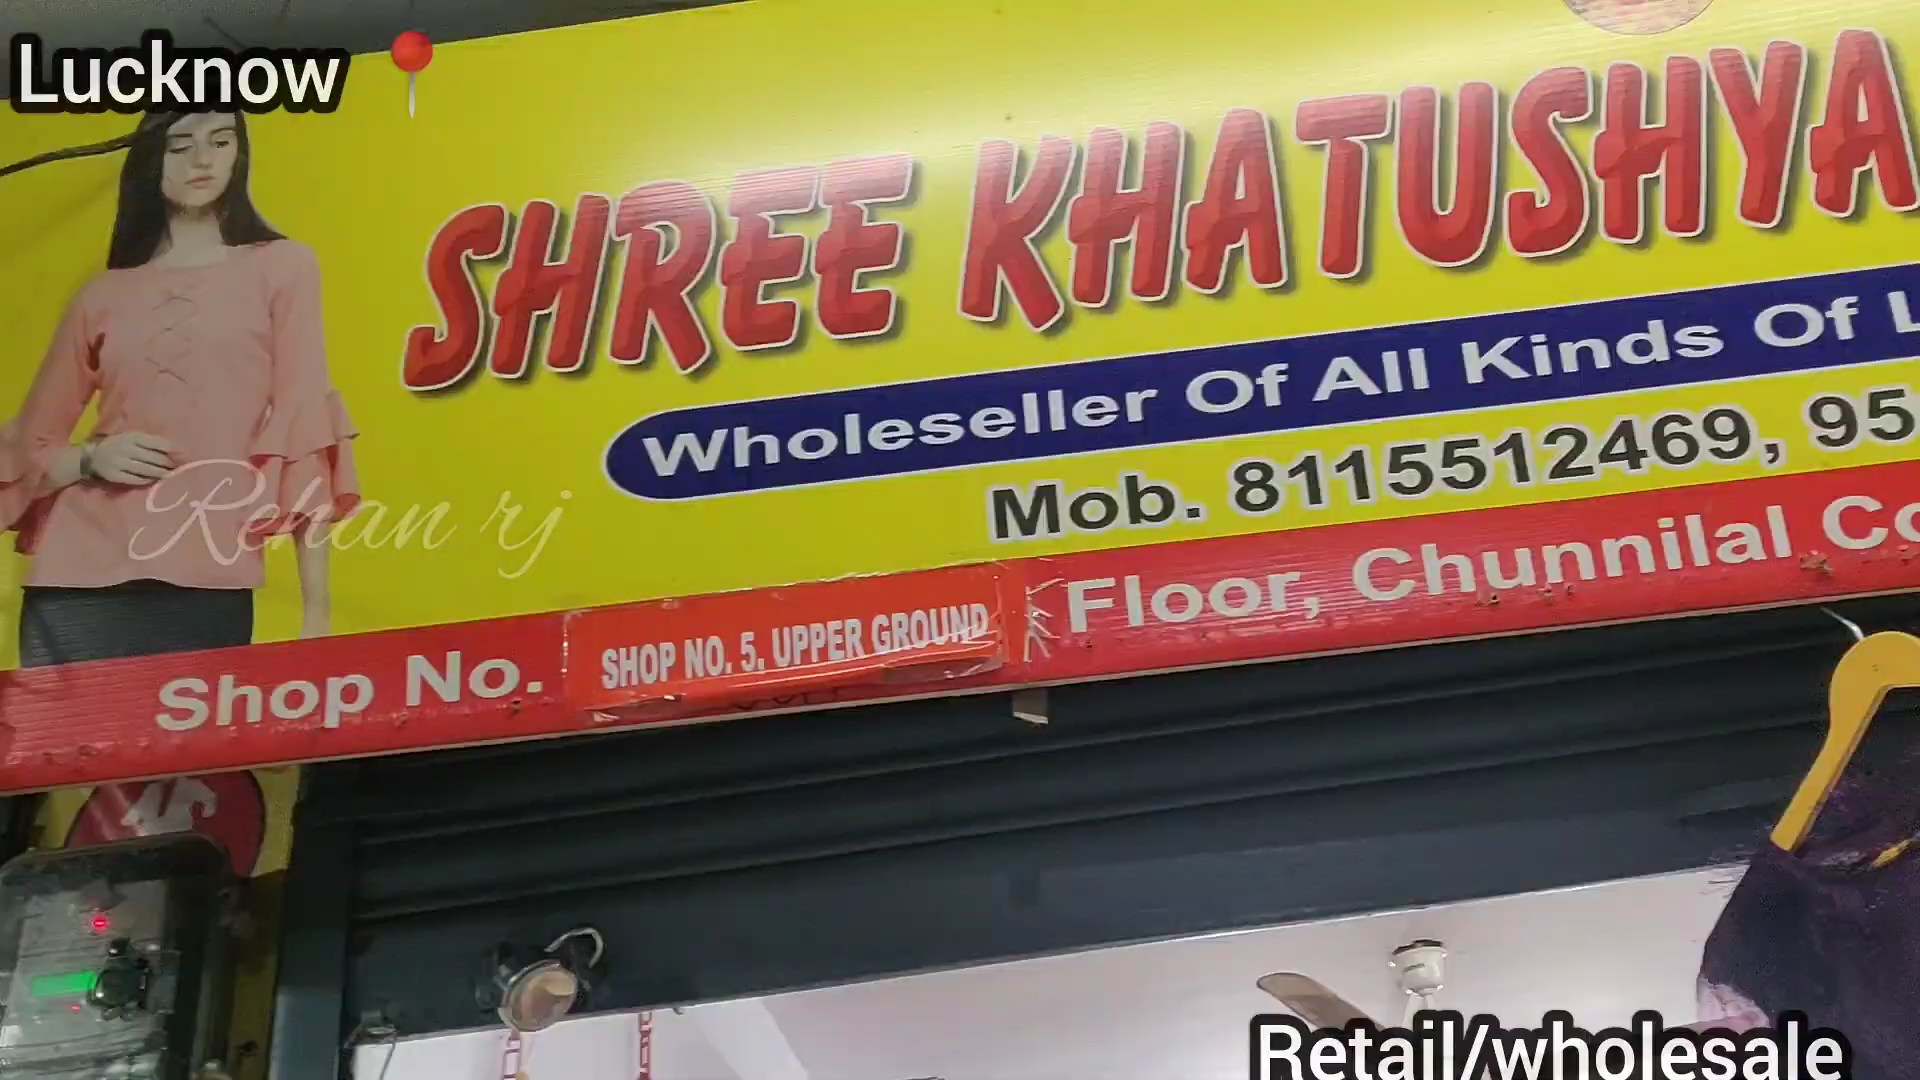 Lucknow
SHREE KHATUSHYA
Wholeseller Of All Kinds Of L
Mob. 8115512469, 95
Rehan rj
Shop No. SHOP NO. 5. UPPER GROUND Floor, Chunnilal Co
Retail/wholesale